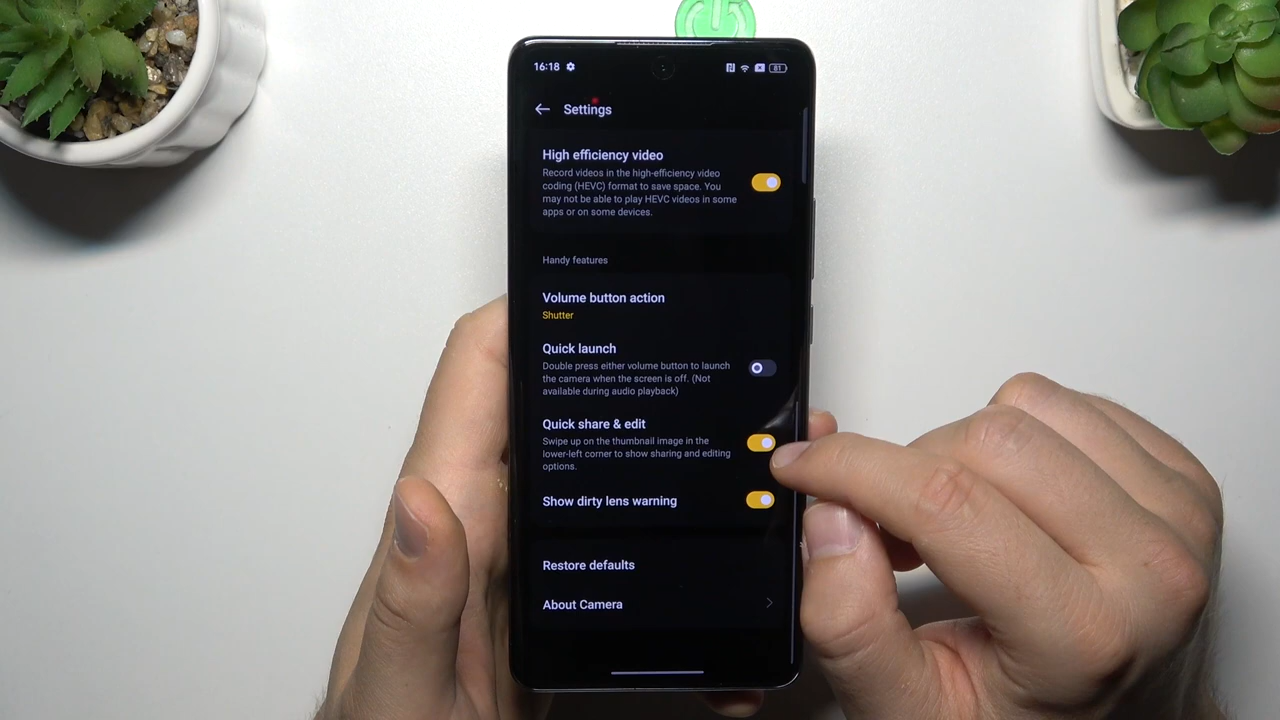 16:18
81
Settings
High efficiency video
Record videos in the high-efficiency video
coding (HEVC) format to save space. You
may not be able to play HEVC videos in some
apps or on some devices.
Handy features
Volume button action
Shutter
Quick launch
Double press either volume button to launch
the camera when the screen is off. (Not
available during audio playback)
Quick share & edit
Swipe up on the thumbnail image in the
lower-left corner to show sharing and editing
options.
Show dirty lens warning
Restore defaults
About Camera